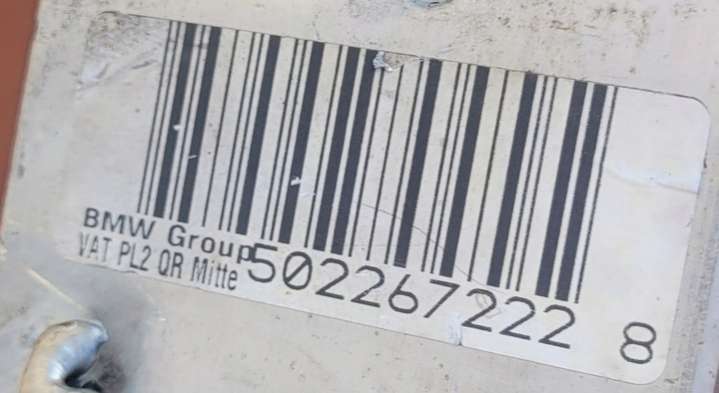 BMW Group
VAT PL2 QR Mitte 502267222 8